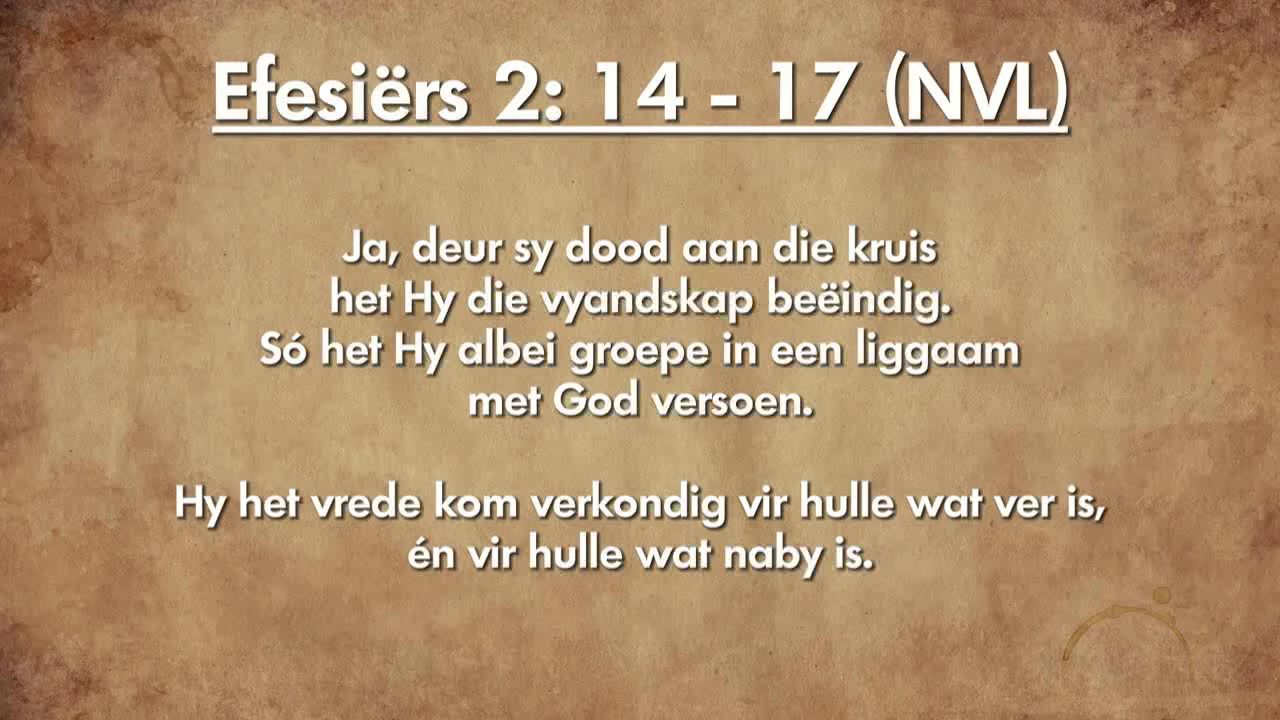 Efesiërs 2: 14 - 17 (NVL)
Ja, deur sy dood aan die kruis
het Hy die vyandskap beëindig.
Só het Hy albei groepe in een liggaam
met God versoen.
Hy het vrede kom verkondig vir hulle wat ver is,
én vir hulle wat naby is.